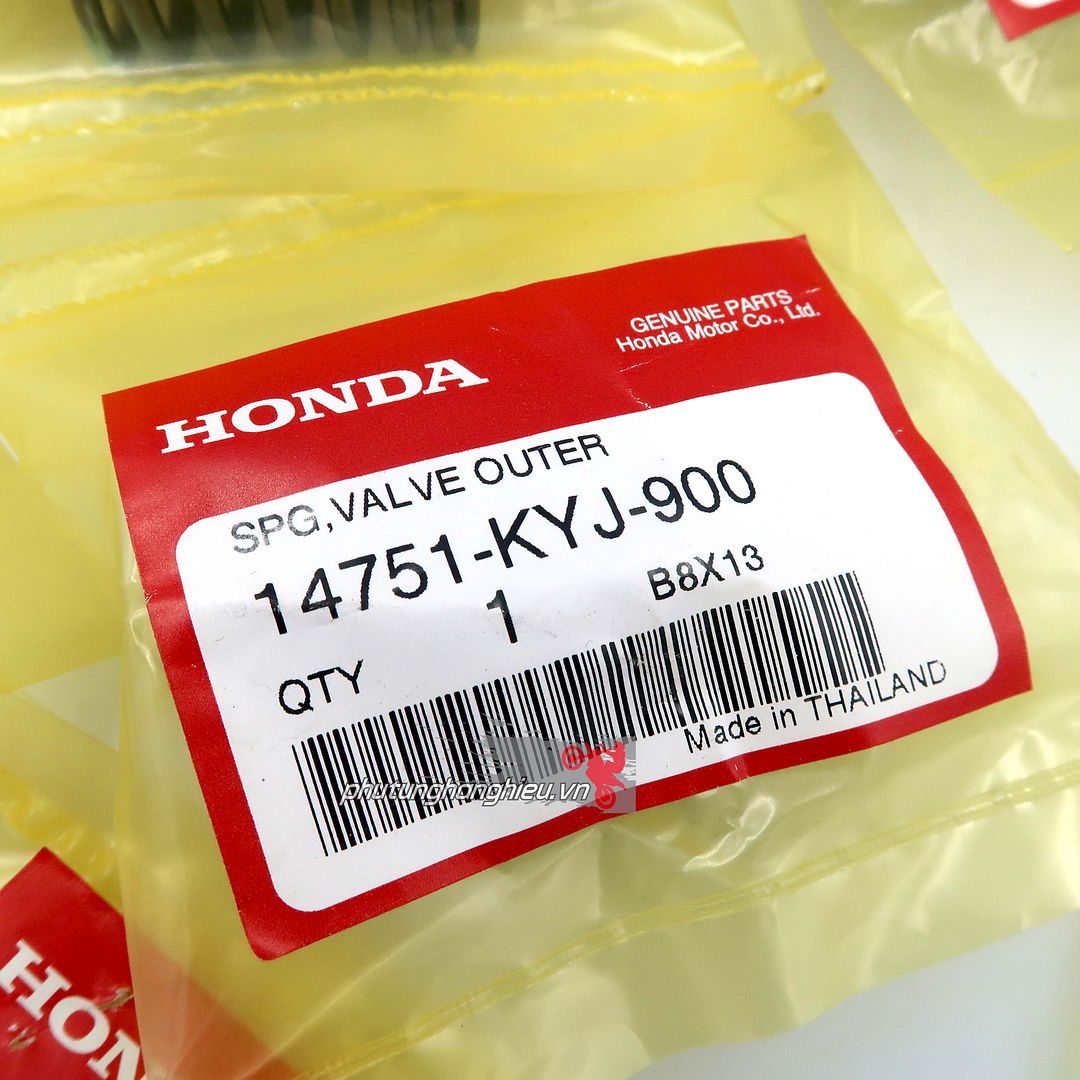 GENUINE PARTS
Honda Motor Co., Ltd.
HONDA
SPG,VALVE OUTER
14751-KYJ-900
QTY 1 B8X13
Made in THAILAND
phutunghanghieu.vn
HON